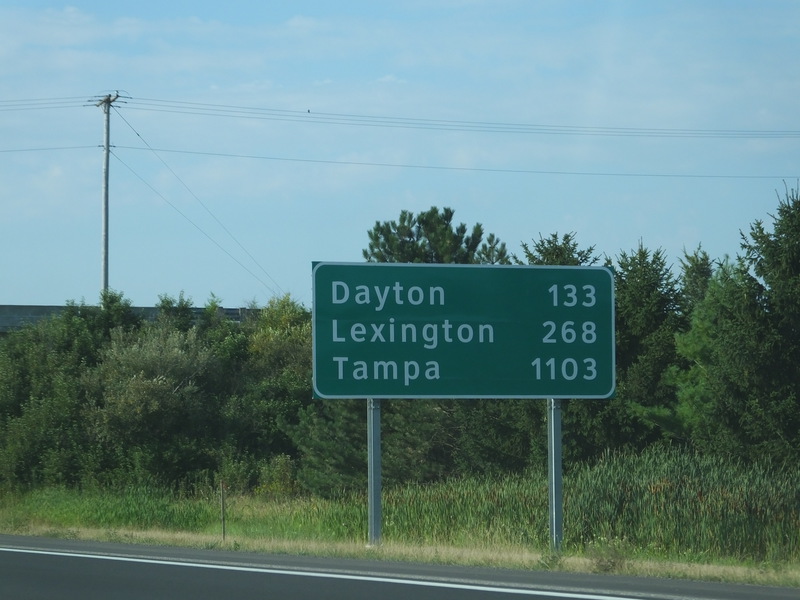 Dayton 133
Lexington 268
Tampa 1103